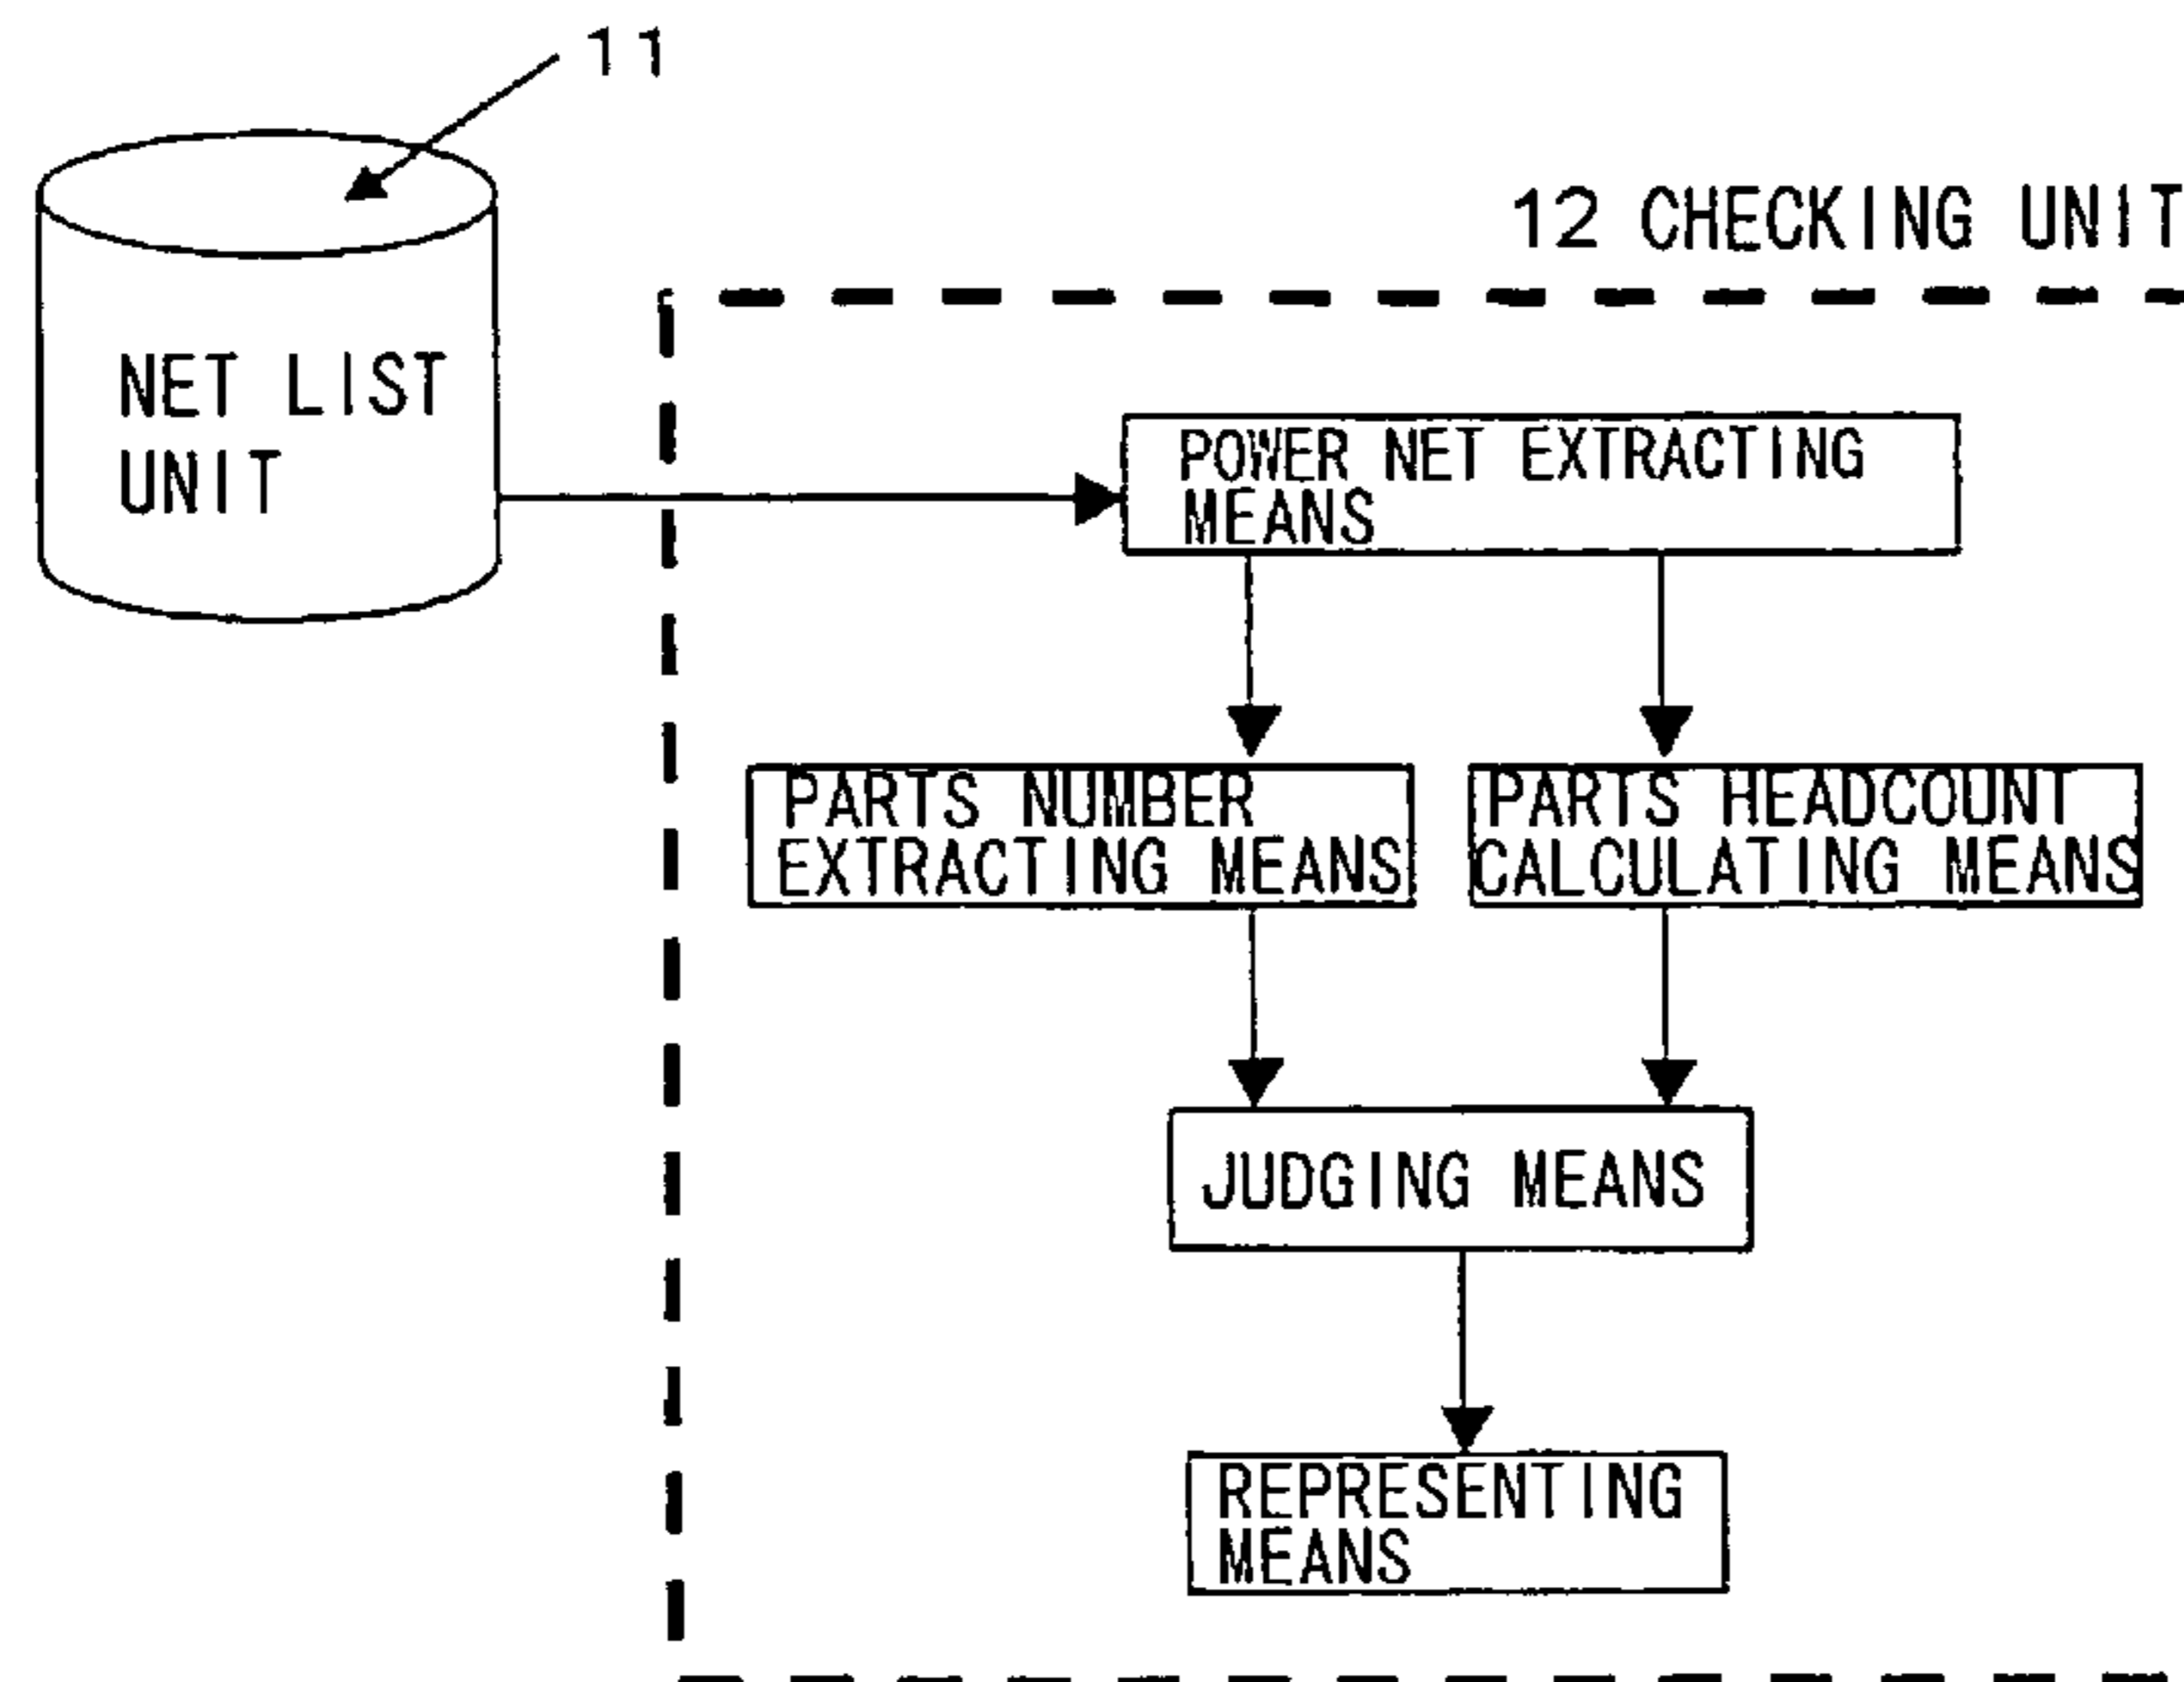 11
12 CHECKING UNIT
NET LIST
UNIT
POWER NET EXTRACTING
MEANS
PARTS NUMBER
EXTRACTING MEANS
PARTS HEADCOUNT
CALCULATING MEANS
JUDGING MEANS
REPRESENTING
MEANS